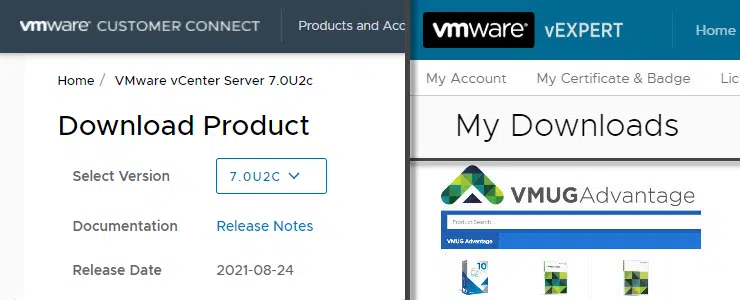 vmware® CUSTOMER CONNECT
Products and Acc
Home / VMware vCenter Server 7.0U2c
Download Product
Select Version
7.0U2C
Documentation
Release Notes
Release Date
2021-08-24
vmware® vEXPERT
Home
My Account
My Certificate & Badge
Lic
My Downloads
VMUGAdvantage
Product Search
VMUG Advantage
10